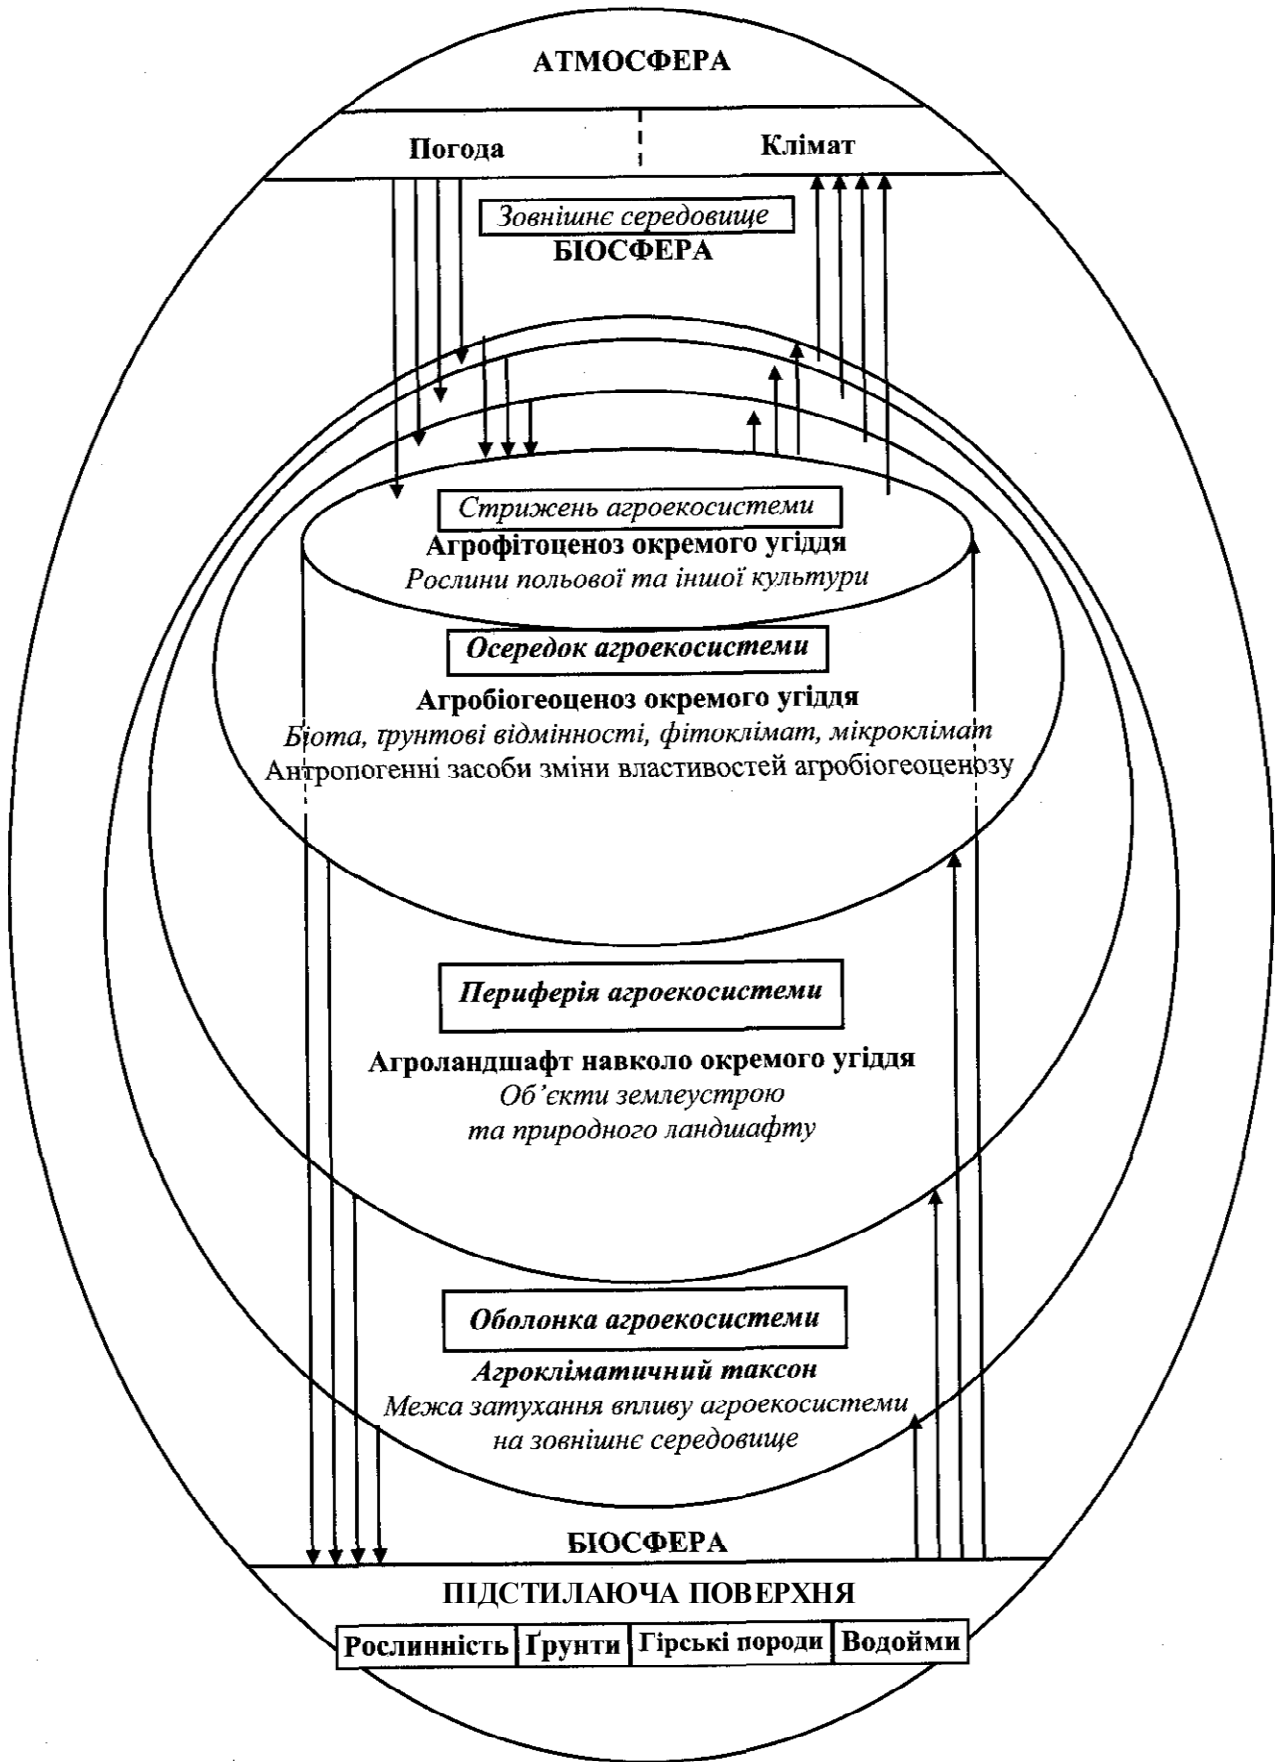 АТМОСФЕРА
Погода
Клімат
Зовнішнє середовище
БІОСФЕРА
Стрижень агроекосистеми
Агрофітоценоз окремого угіддя
Рослини польової та іншої культури
Осередок агроекосистеми
Агробіогеоценоз окремого угіддя
Біота, ґрунтові відмінності, фітоклімат, мікроклімат
Антропогенні засоби зміни властивостей агробіогеоценозу
Периферія агроекосистеми
Агроландшафт навколо окремого угіддя
Об’єкти землеустрою
та природного ландшафту
Оболонка агроекосистеми
Агрокліматичний таксон
Межа затухання впливу агроекосистеми
на зовнішнє середовище
БІОСФЕРА
ПІДСТИЛАЮЧА ПОВЕРХНЯ
Рослинність Ґрунти Гірські породи Водойми